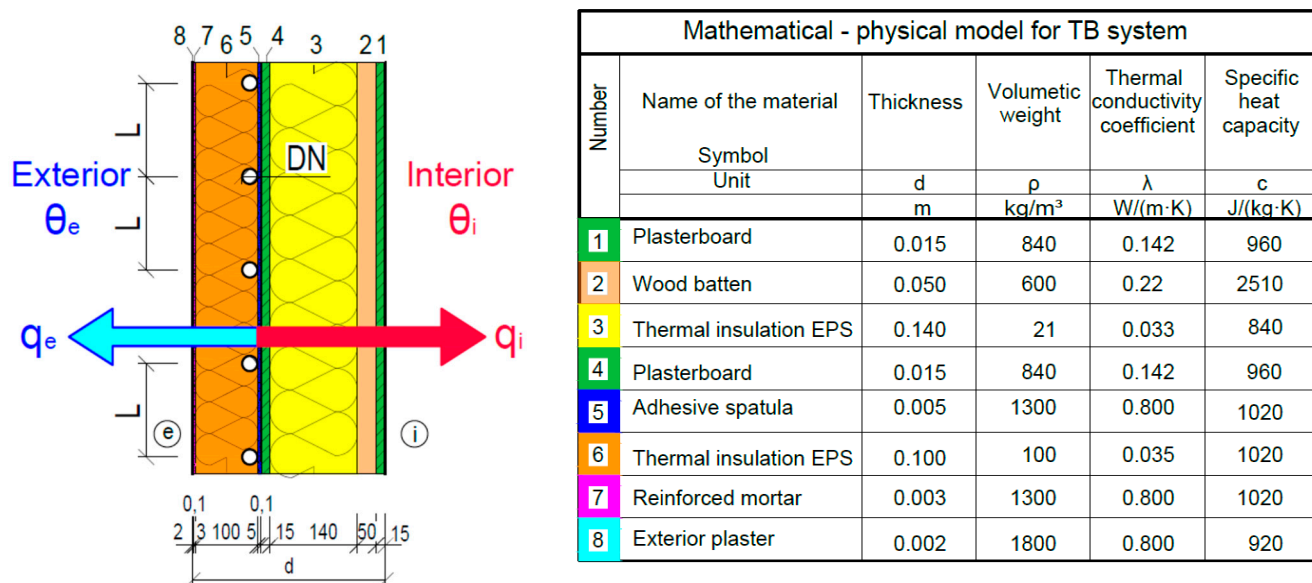 8 7 6 5 4 3 2 1
L
DN
Exterior
θe
Interior
θi
L
qe
qi
L
e
i
0,1
0,1
2 3 100 5 15 140 50 15
d
Mathematical - physical model for TB system
Number
Name of the material
Thickness
Volumetic
weight
Thermal
conductivity
coefficient
Specific
heat
capacity
Symbol
Unit d ρ λ c
m kg/m³ W/(m·K) J/(kg·K)
1 Plasterboard 0.015 840 0.142 960
2 Wood batten 0.050 600 0.22 2510
3 Thermal insulation EPS 0.140 21 0.033 840
4 Plasterboard 0.015 840 0.142 960
5 Adhesive spatula 0.005 1300 0.800 1020
6 Thermal insulation EPS 0.100 100 0.035 1020
7 Reinforced mortar 0.003 1300 0.800 1020
8 Exterior plaster 0.002 1800 0.800 920